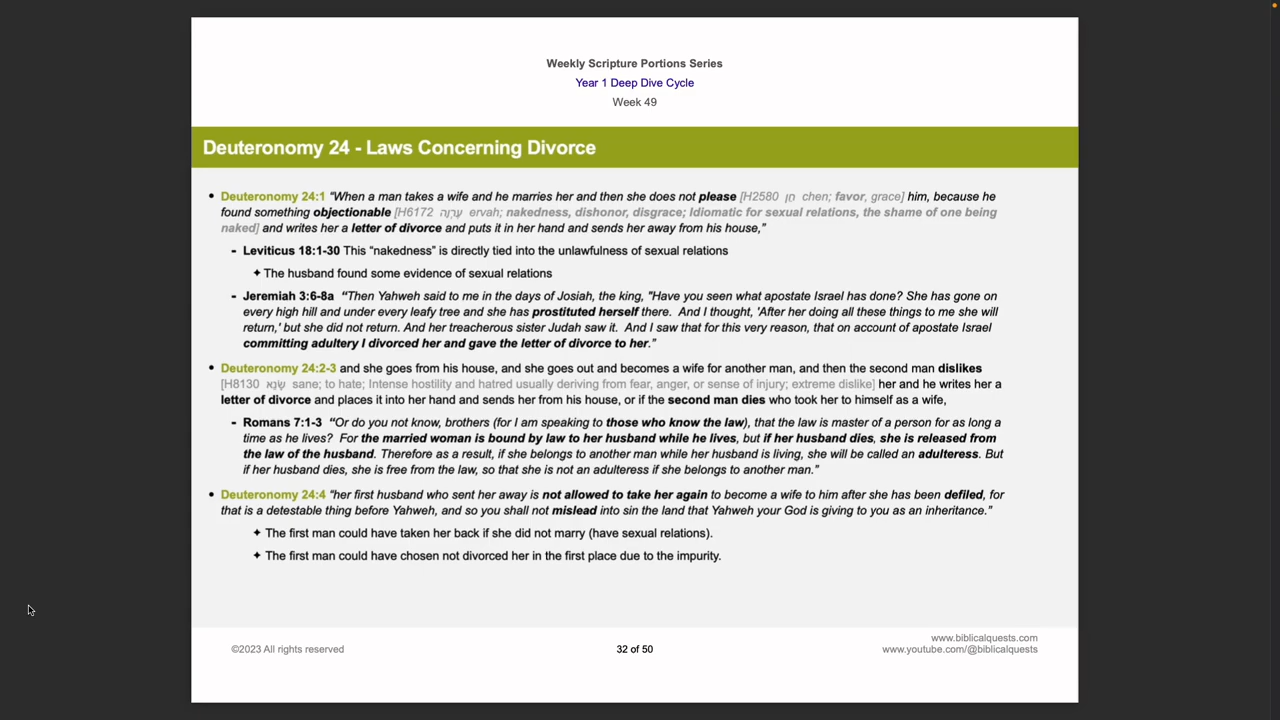 Weekly Scripture Portions Series
Year 1 Deep Dive Cycle
Week 49
Deuteronomy 24 - Laws Concerning Divorce
• Deuteronomy 24:1 "When a man takes a wife and he marries her and then she does not please [H2580 חֵן chen; favor, grace] him, because he
found something objectionable [H6172 עֶרְוָה ervah; nakedness, dishonor, disgrace; Idiomatic for sexual relations, the shame of one being
naked] and writes her a letter of divorce and puts it in her hand and sends her away from his house,"
- Leviticus 18:1-30 This "nakedness" is directly tied into the unlawfulness of sexual relations
✦ The husband found some evidence of sexual relations
- Jeremiah 3:6-8a "Then Yahweh said to me in the days of Josiah, the king, "Have you seen what apostate Israel has done? She has gone on
every high hill and under every leafy tree and she has prostituted herself there. And I thought, 'After her doing all these things to me she will
return,' but she did not return. And her treacherous sister Judah saw it. And I saw that for this very reason, that on account of apostate Israel
committing adultery I divorced her and gave the letter of divorce to her."
• Deuteronomy 24:2-3 and she goes from his house, and she goes out and becomes a wife for another man, and then the second man dislikes
[H8130 שָׂנֵא sane; to hate; Intense hostility and hatred usually deriving from fear, anger, or sense of injury; extreme dislike] her and he writes her a
letter of divorce and places it into her hand and sends her from his house, or if the second man dies who took her to himself as a wife,
- Romans 7:1-3 "Or do you not know, brothers (for I am speaking to those who know the law), that the law is master of a person for as long a
time as he lives? For the married woman is bound by law to her husband while he lives, but if her husband dies, she is released from
the law of the husband. Therefore as a result, if she belongs to another man while her husband is living, she will be called an adulteress. But
if her husband dies, she is free from the law, so that she is not an adulteress if she belongs to another man."
• Deuteronomy 24:4 "her first husband who sent her away is not allowed to take her again to become a wife to him after she has been defiled, for
that is a detestable thing before Yahweh, and so you shall not mislead into sin the land that Yahweh your God is giving to you as an inheritance."
✦ The first man could have taken her back if she did not marry (have sexual relations).
✦ The first man could have chosen not divorced her in the first place due to the impurity.
©2023 All rights reserved
32 of 50
www.biblicalquests.com
www.youtube.com/@biblicalquests